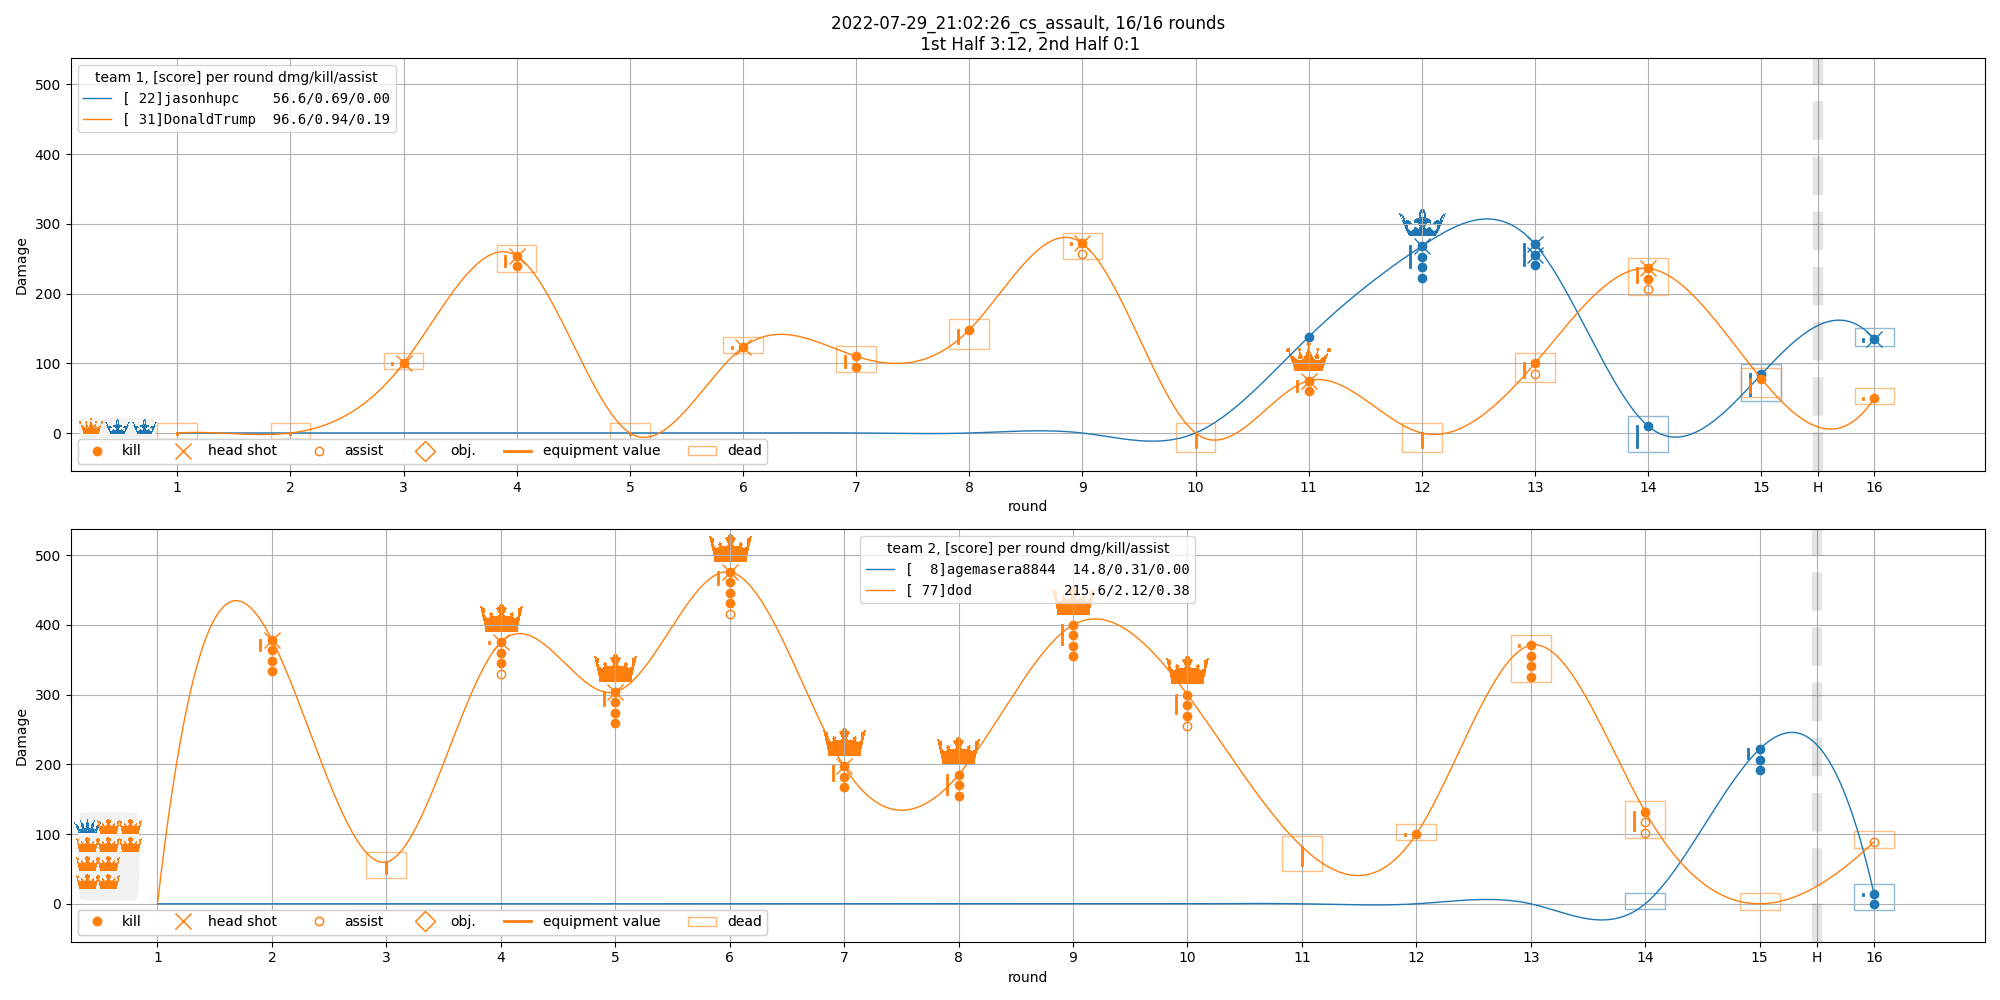 2022-07-29_21:02:26_cs_assault, 16/16 rounds
1st Half 3:12, 2nd Half 0:1
team 1, [score] per round dmg/kill/assist
[ 22]jasonhupc    56.6/0.69/0.00
[ 31]DonaldTrump  96.6/0.94/0.19
500
400
300
200
100
0
Damage
kill head shot assist obj. equipment value dead
1 2 3 4 5 6 7 8 9 10 11 12 13 14 15 H 16
round
team 2, [score] per round dmg/kill/assist
[  8]agemasera8844  14.8/0.31/0.00
[ 77]dod           215.6/2.12/0.38
500
400
300
200
100
0
Damage
kill head shot assist obj. equipment value dead
1 2 3 4 5 6 7 8 9 10 11 12 13 14 15 H 16
round